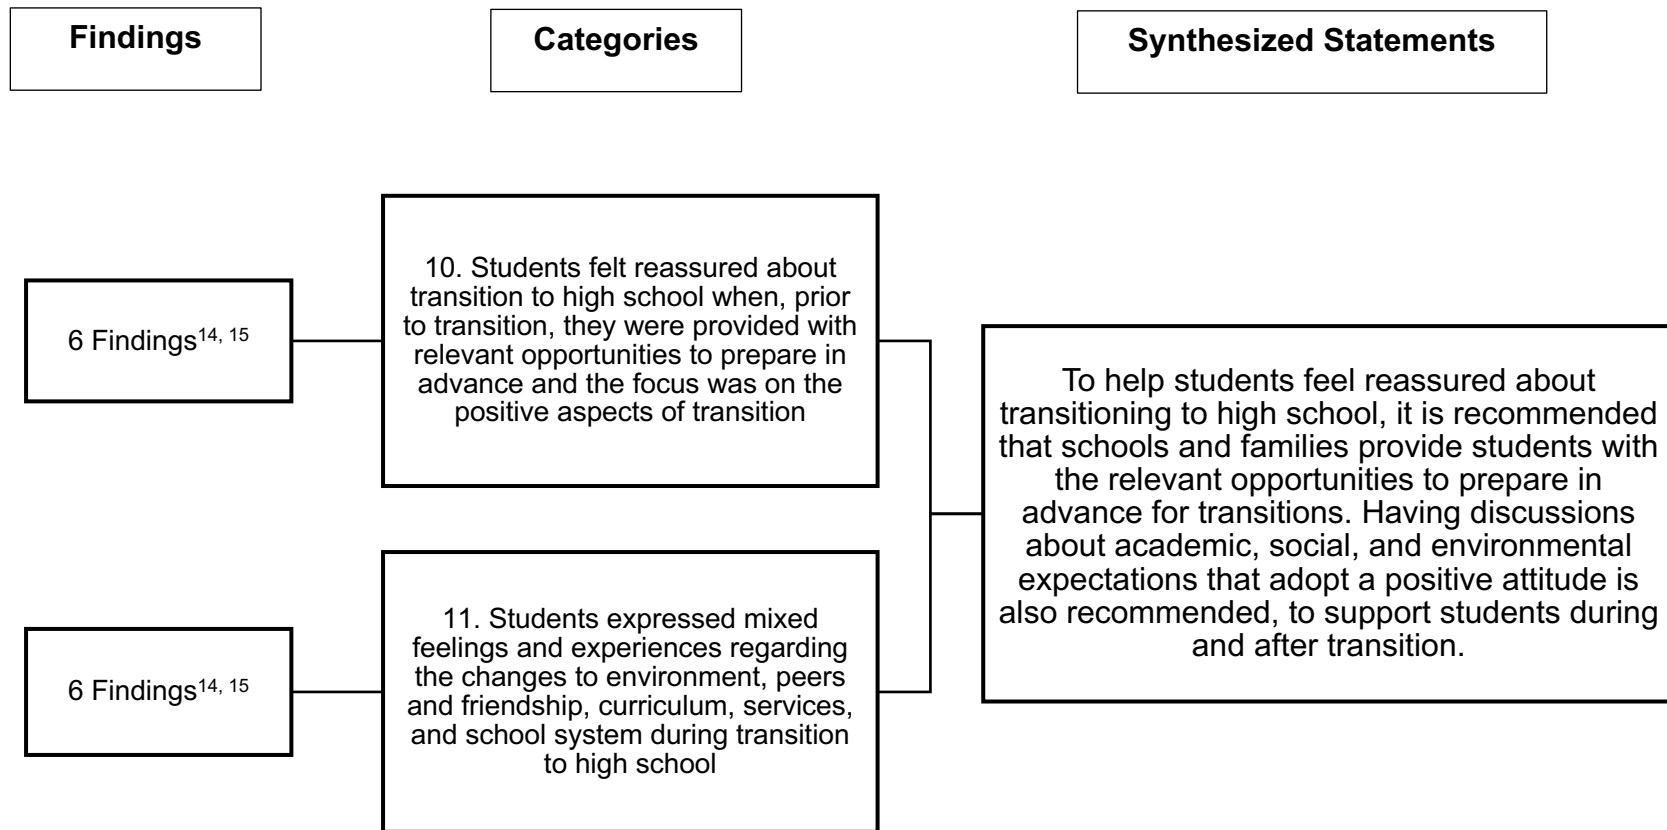 Findings
Categories
Synthesized Statements
6 Findings14, 15
10. Students felt reassured about
transition to high school when, prior
to transition, they were provided with
relevant opportunities to prepare in
advance and the focus was on the
positive aspects of transition
6 Findings14, 15
11. Students expressed mixed
feelings and experiences regarding
the changes to environment, peers
and friendship, curriculum, services,
and school system during transition
to high school
To help students feel reassured about
transitioning to high school, it is recommended
that schools and families provide students with
the relevant opportunities to prepare in
advance for transitions. Having discussions
about academic, social, and environmental
expectations that adopt a positive attitude is
also recommended, to support students during
and after transition.